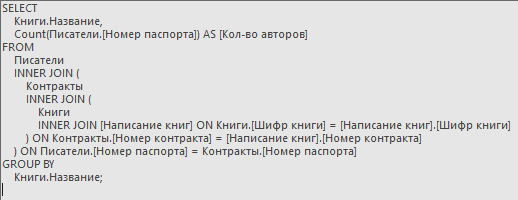 SELECT
Книги.Название,
Count(Писатели.[Номер паспорта]) AS [Кол-во авторов]
FROM
Писатели
INNER JOIN (
Контракты
INNER JOIN (
Книги
INNER JOIN [Написание книг] ON Книги.[Шифр книги] = [Написание книг].[Шифр книги]
) ON Контракты.[Номер контракта] = [Написание книг].[Номер контракта]
) ON Писатели.[Номер паспорта] = Контракты.[Номер паспорта]
GROUP BY
Книги.Название;